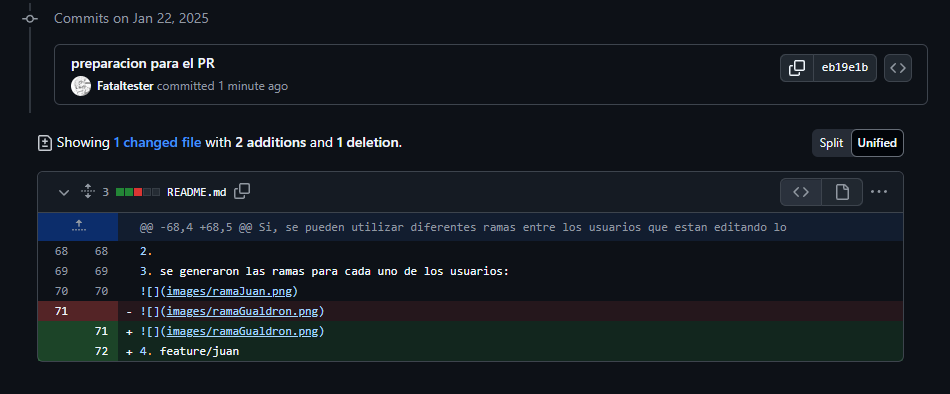 Commits on Jan 22, 2025
preparacion para el PR
eb19e1b
Fataltester committed 1 minute ago
Showing 1 changed file with 2 additions and 1 deletion.
Split Unified
3 README.md
@@ -68,4 +68,5 @@ Si, se pueden utilizar diferentes ramas entre los usuarios que estan editando lo
68 68 2.
69 69 3. se generaron las ramas para cada uno de los usuarios:
70 70 ![](images/ramaJuan.png)
71 - ![](images/ramaGualdron.png)
71 + ![](images/ramaGualdron.png)
72 + 4. feature/juan